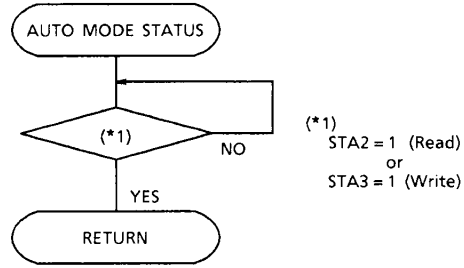 AUTO MODE STATUS
(*1)
NO
YES
RETURN
(*1)
STA2 = 1 (Read)
or
STA3 = 1 (Write)